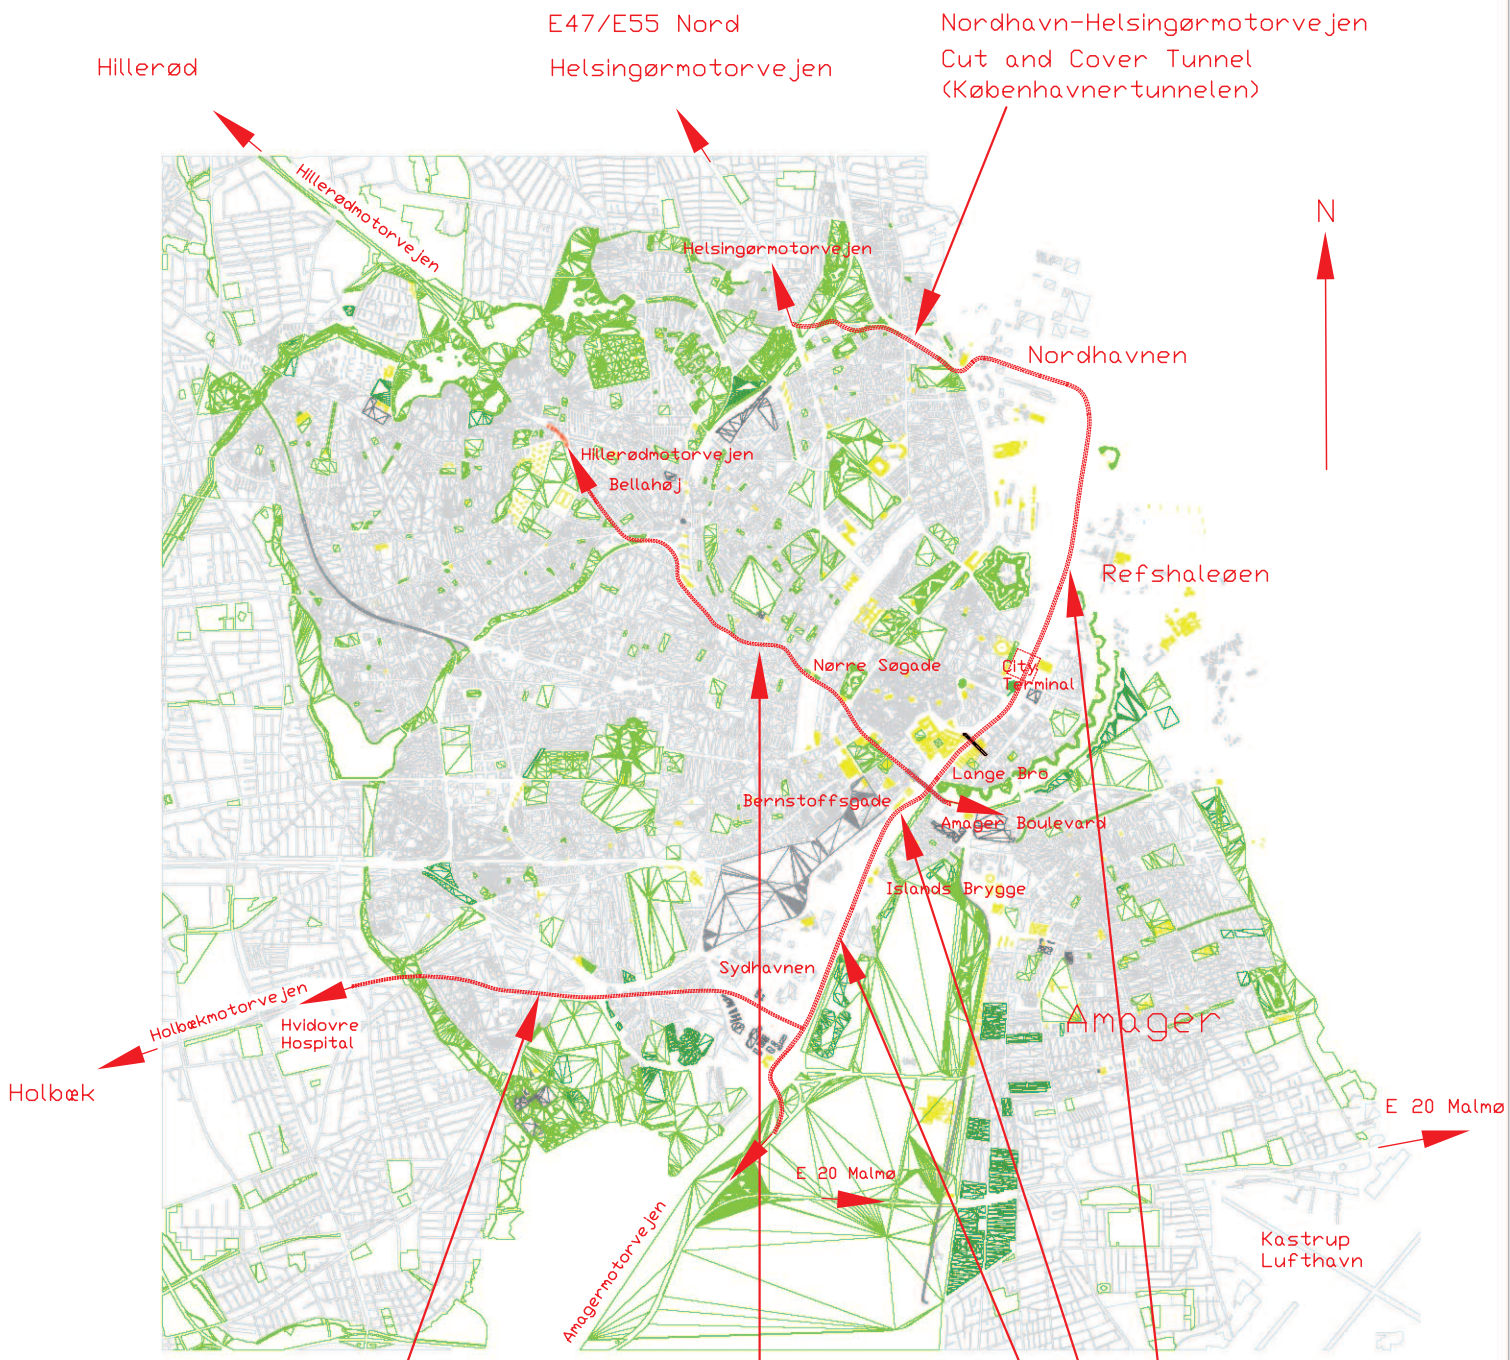 E47/E55 Nord
Helsingørmotorvejen
Nordhavn-Helsingørmotorvejen
Cut and Cover Tunnel
(Københavnertunnelen)
Hillerød
Hillerødmotorvejen
Helsingørmotorvejen
N
Nordhavnen
Hillerødmotorvejen
Bellahøj
Refshaleøen
Nørre Søgade
City
Terminal
Lange Bro
Bernstoffsgade
Amager Boulevard
Islands Brygge
Sydhavnen
Holbækmotorvejen
Hvidovre
Hospital
Holbæk
Amager
E 20 Malmø
E 20 Malmø
Amagermotorvejen
Kastrup
Lufthavn